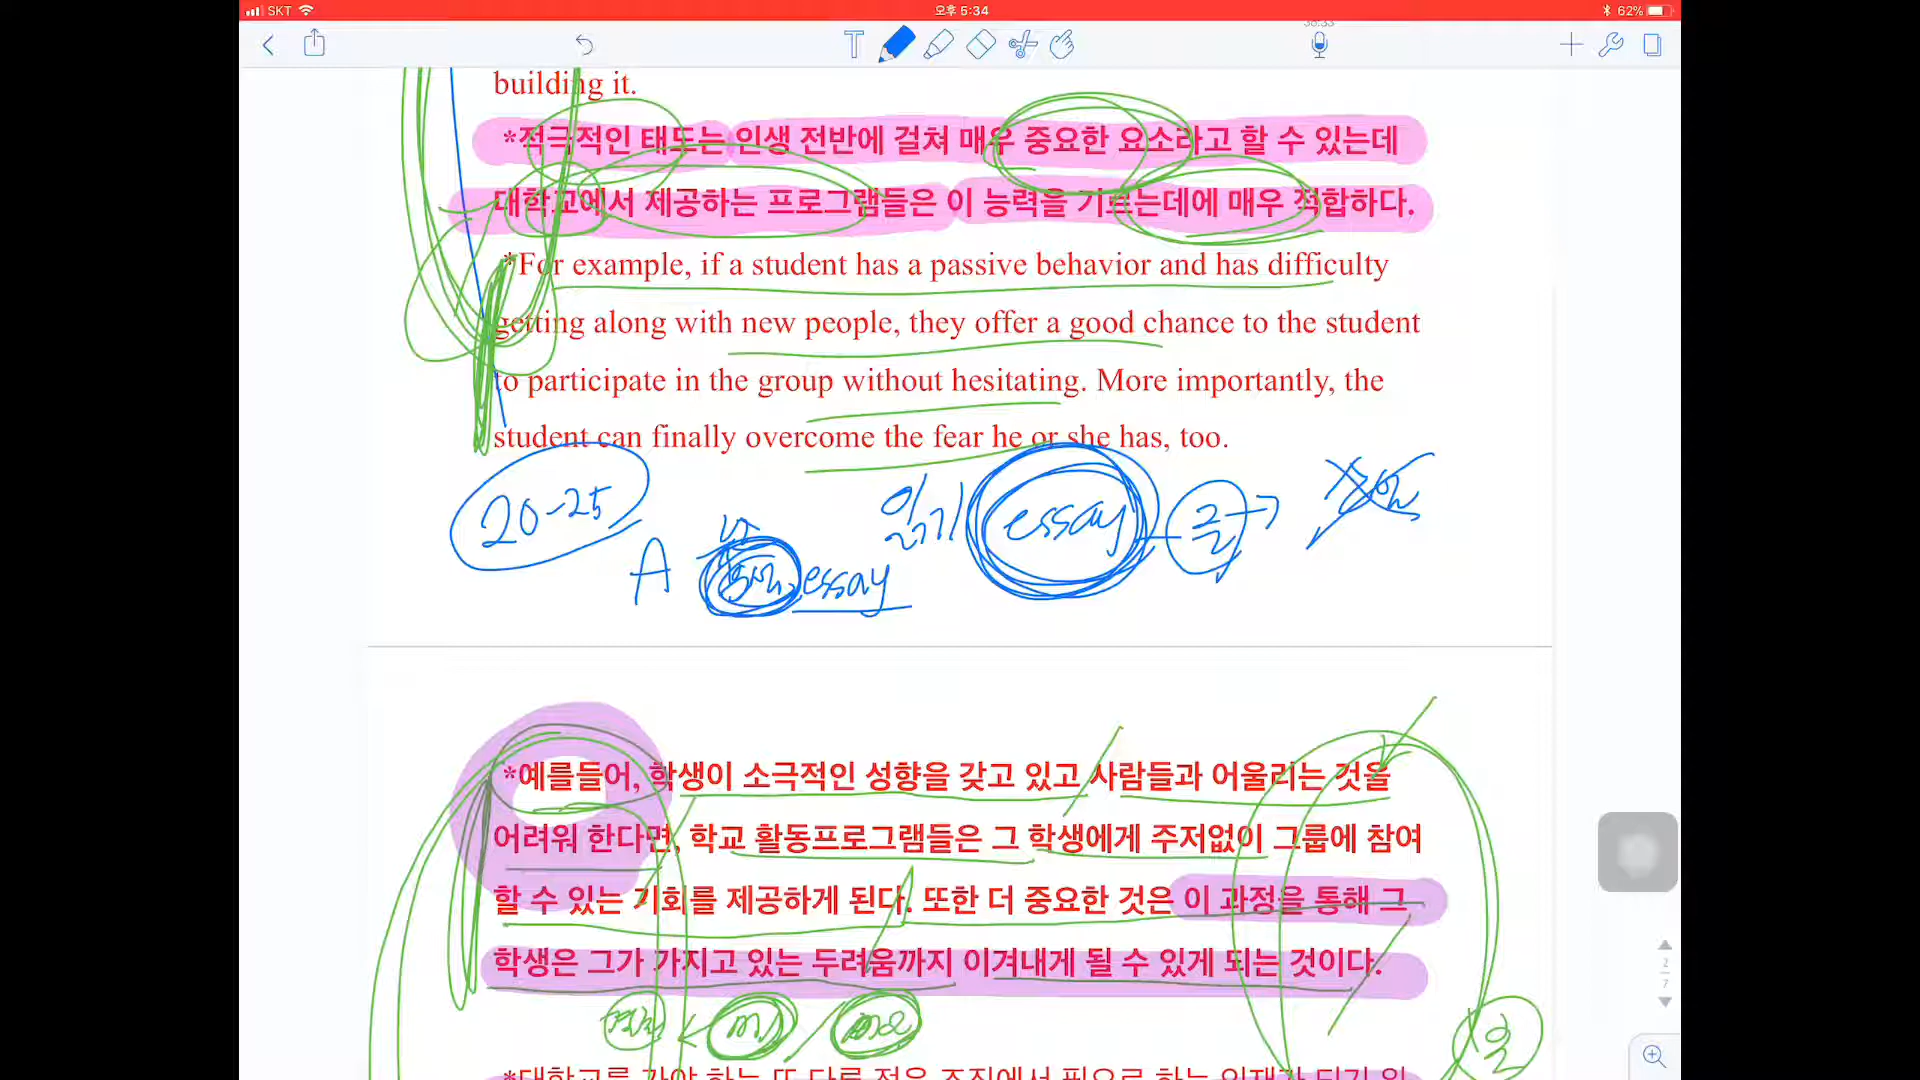 SKT
오후 5:34
62%
building it.
*적극적인 태도는 인생 전반에 걸쳐 매우 중요한 요소라고 할 수 있는데
대학교에서 제공하는 프로그램들은 이 능력을 기르는데에 매우 적합하다.
*For example, if a student has a passive behavior and has difficulty
getting along with new people, they offer a good chance to the student
to participate in the group without hesitating. More importantly, the
student can finally overcome the fear he or she has, too.
20-25
읽기 essay 글
A essay
*예를들어, 학생이 소극적인 성향을 갖고 있고 사람들과 어울리는 것을
어려워 한다면, 학교 활동프로그램들은 그 학생에게 주저없이 그룹에 참여
할 수 있는 기회를 제공하게 된다. 또한 더 중요한 것은 이 과정을 통해 그
학생은 그가 가지고 있는 두려움까지 이겨내게 될 수 있게 되는 것이다.
2
7